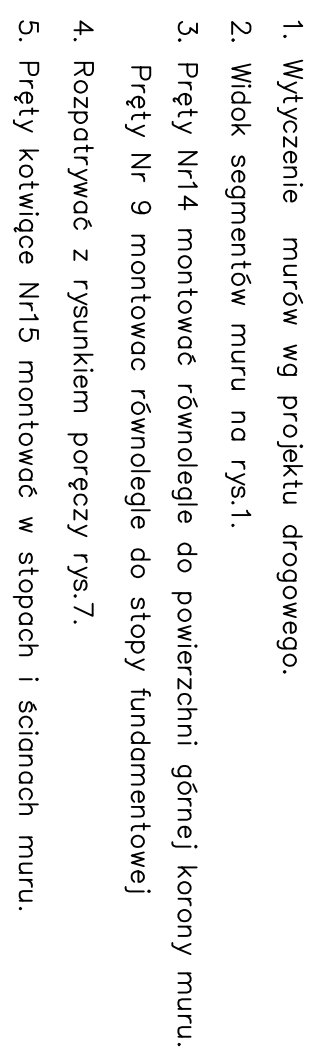 1. Wytyczenie murów wg projektu drogowego.
2. Widok segmentów muru na rys.1.
3. Pręty Nr14 montować równolegle do powierzchni górnej korony muru.
Pręty Nr 9 montowac równolegle do stopy fundamentowej
4. Rozpatrywać z rysunkiem poręczy rys.7.
5. Pręty kotwiące Nr15 montować w stopach i ścianach muru.